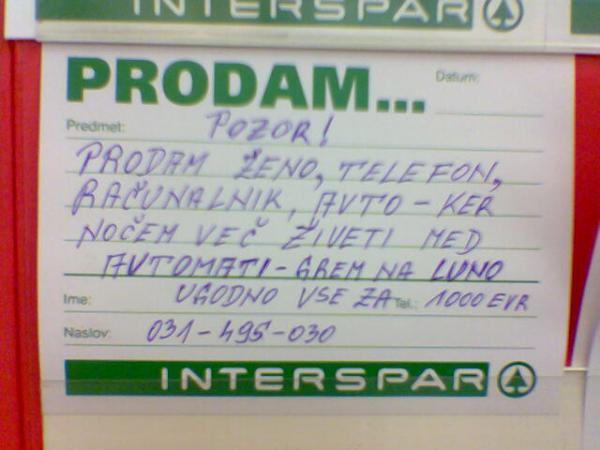 INTERSPAR
PRODAM...
Datum:
Predmet: POZOR!
PRODAM ŽENO, TELEFON,
RAČUNALNIK, AVTO - KER
NOČEM VEČ ŽIVETI MED
AVTOMATI - GREM NA LUNO
Ime: UGODNO VSE ZA Tel.: 1000 EVR
Naslov: 031-495-030
INTERSPAR